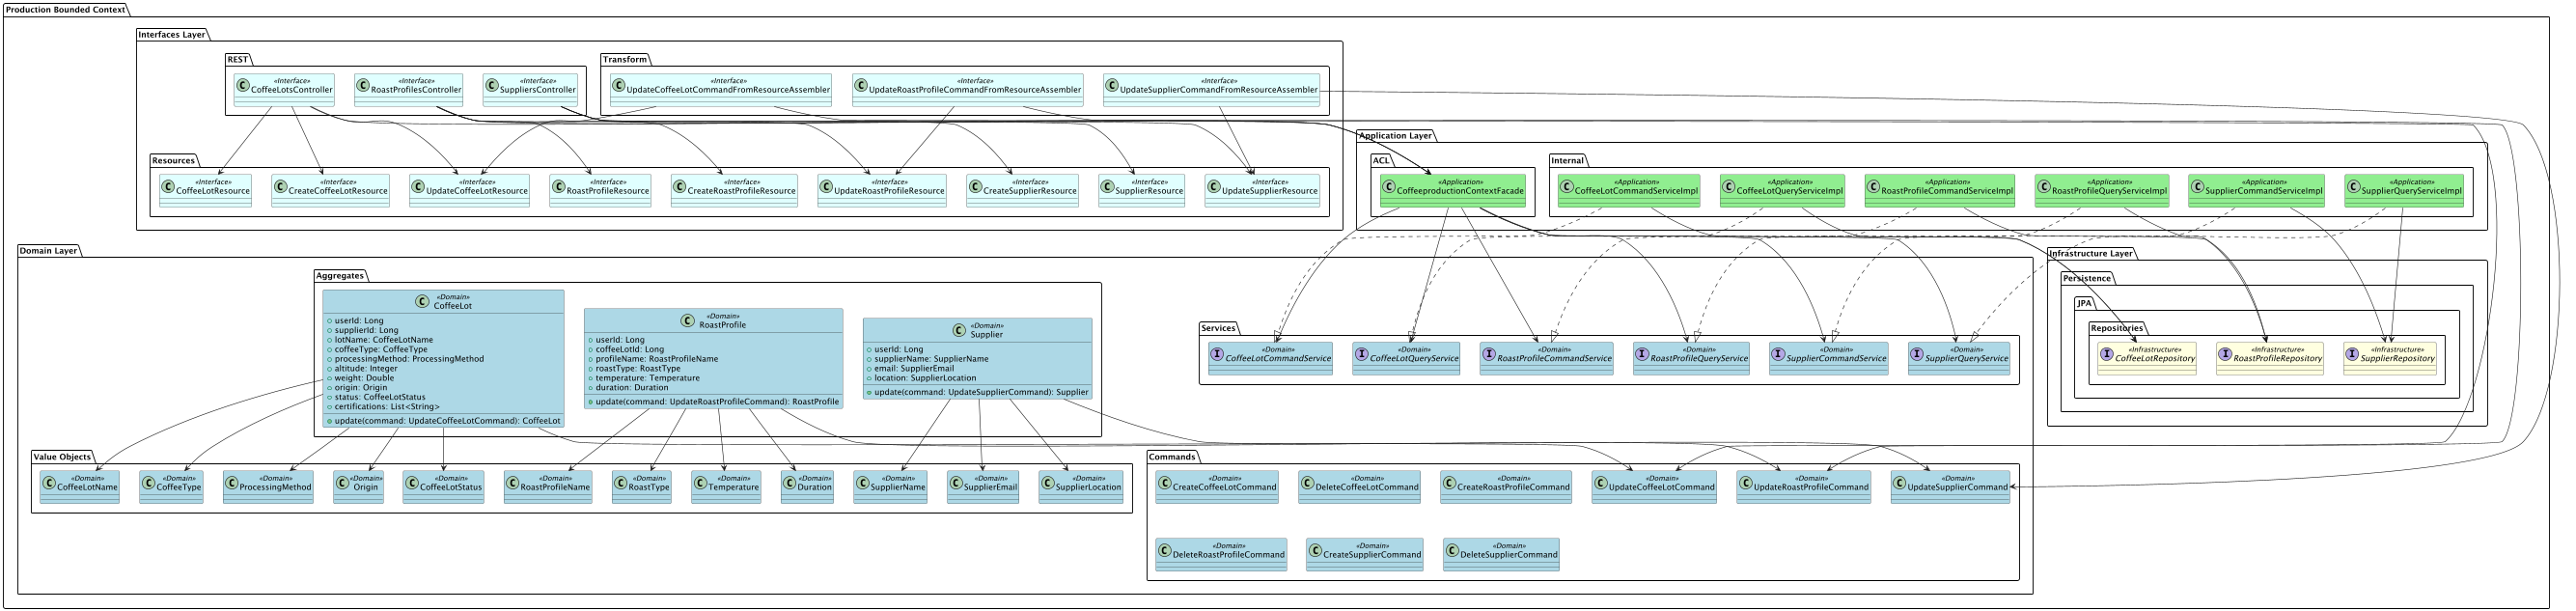 Production Bounded Context
Interfaces Layer
REST
«Interface»
CoffeeLotsController
«Interface»
RoastProfilesController
«Interface»
SuppliersController
Transform
«Interface»
UpdateCoffeeLotCommandFromResourceAssembler
«Interface»
UpdateRoastProfileCommandFromResourceAssembler
«Interface»
UpdateSupplierCommandFromResourceAssembler
Resources
«Interface»
CoffeeLotResource
«Interface»
CreateCoffeeLotResource
«Interface»
UpdateCoffeeLotResource
«Interface»
RoastProfileResource
«Interface»
CreateRoastProfileResource
«Interface»
UpdateRoastProfileResource
«Interface»
CreateSupplierResource
«Interface»
SupplierResource
«Interface»
UpdateSupplierResource
Application Layer
ACL
«Application»
CoffeeproductionContextFacade
Internal
«Application»
CoffeeLotCommandServiceImpl
«Application»
CoffeeLotQueryServiceImpl
«Application»
RoastProfileCommandServiceImpl
«Application»
RoastProfileQueryServiceImpl
«Application»
SupplierCommandServiceImpl
«Application»
SupplierQueryServiceImpl
Domain Layer
Aggregates
«Domain»
CoffeeLot
userId: Long
supplierId: Long
lotName: CoffeeLotName
coffeeType: CoffeeType
processingMethod: ProcessingMethod
altitude: Integer
weight: Double
origin: Origin
status: CoffeeLotStatus
certifications: List<String>
update(command: UpdateCoffeeLotCommand): CoffeeLot
«Domain»
RoastProfile
userId: Long
coffeeLotId: Long
profileName: RoastProfileName
roastType: RoastType
temperature: Temperature
duration: Duration
update(command: UpdateRoastProfileCommand): RoastProfile
«Domain»
Supplier
userId: Long
supplierName: SupplierName
email: SupplierEmail
location: SupplierLocation
update(command: UpdateSupplierCommand): Supplier
Services
«Domain»
CoffeeLotCommandService
«Domain»
CoffeeLotQueryService
«Domain»
RoastProfileCommandService
«Domain»
RoastProfileQueryService
«Domain»
SupplierCommandService
«Domain»
SupplierQueryService
Infrastructure Layer
Persistence
JPA
Repositories
«Infrastructure»
CoffeeLotRepository
«Infrastructure»
RoastProfileRepository
«Infrastructure»
SupplierRepository
Value Objects
«Domain»
CoffeeLotName
«Domain»
CoffeeType
«Domain»
ProcessingMethod
«Domain»
Origin
«Domain»
CoffeeLotStatus
«Domain»
RoastProfileName
«Domain»
RoastType
«Domain»
Temperature
«Domain»
Duration
«Domain»
SupplierName
«Domain»
SupplierEmail
«Domain»
SupplierLocation
Commands
«Domain»
CreateCoffeeLotCommand
«Domain»
DeleteCoffeeLotCommand
«Domain»
CreateRoastProfileCommand
«Domain»
UpdateCoffeeLotCommand
«Domain»
UpdateRoastProfileCommand
«Domain»
UpdateSupplierCommand
«Domain»
DeleteRoastProfileCommand
«Domain»
CreateSupplierCommand
«Domain»
DeleteSupplierCommand